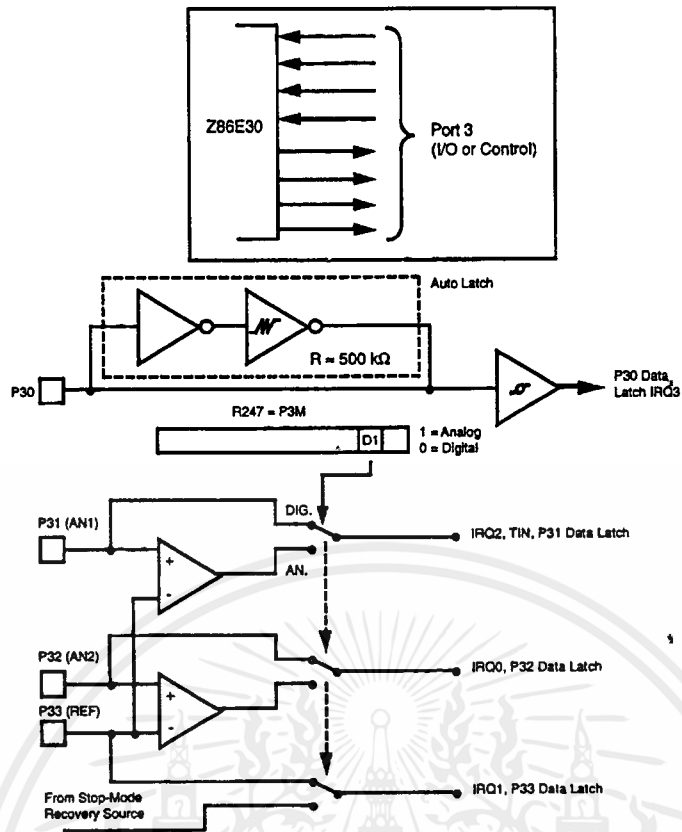 Z86E30
Port 3
(I/O or Control)
Auto Latch
R ≈ 500 kΩ
P30
P30 Data,
Latch IRQ3
R247 = P3M
D1
1 = Analog
0 = Digital
P31 (AN1)
DIG.
IRQ2, TIN, P31 Data Latch
+
-
AN.
P32 (AN2)
IRQ0, P32 Data Latch
+
P33 (REF)
-
IRQ1, P33 Data Latch
From Stop-Mode
Recovery Source